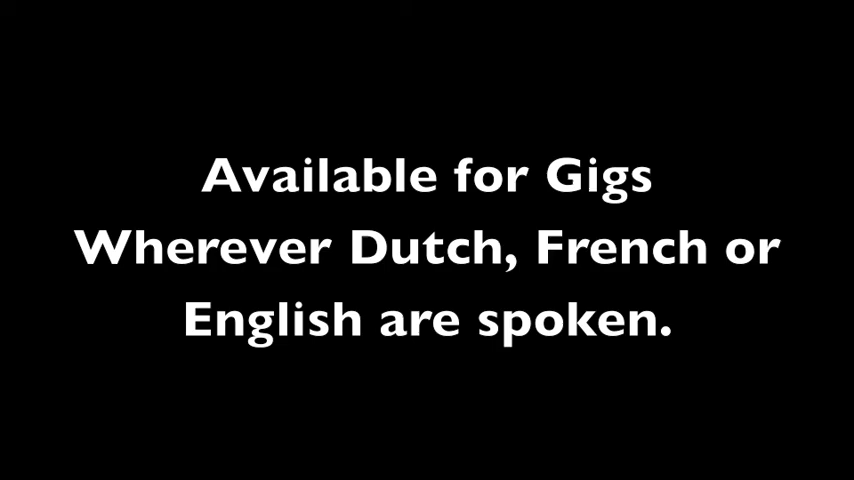 Available for Gigs
Wherever Dutch, French or
English are spoken.